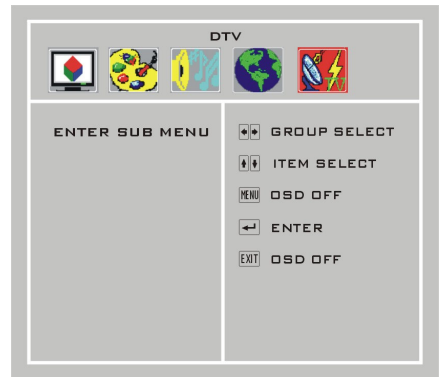 DTV
ENTER SUB MENU
GROUP SELECT
ITEM SELECT
MENU OSD OFF
ENTER
EXIT OSD OFF